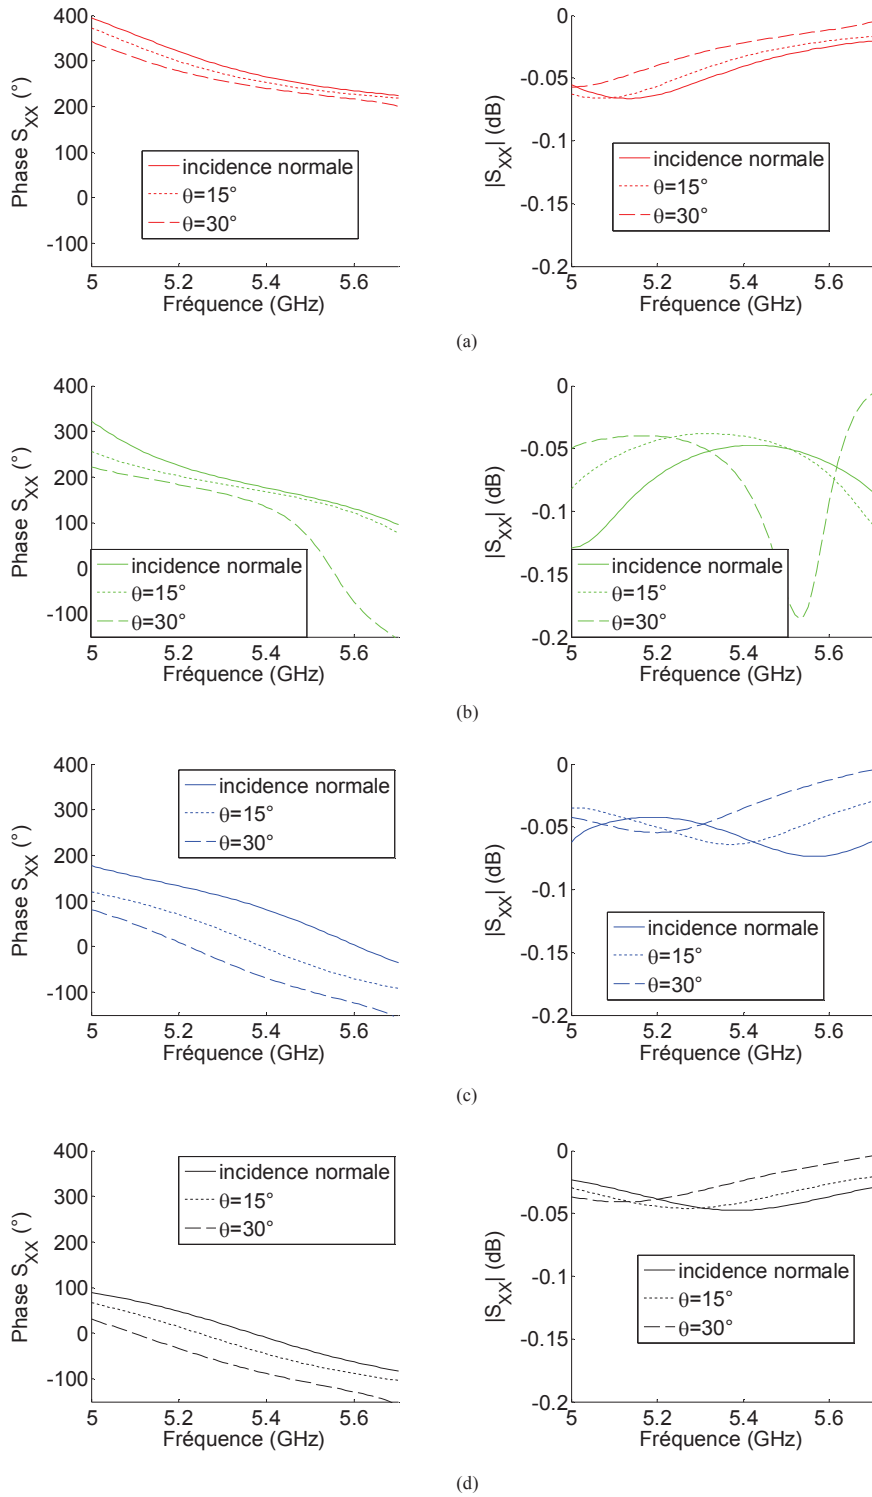 400
300
200
100
0
-100
Phase S_XX (°)
incidence normale
θ=15°
θ=30°
5
5.2
5.4
5.6
Fréquence (GHz)
0
-0.05
-0.1
-0.15
-0.2
|S_XX| (dB)
incidence normale
θ=15°
θ=30°
5
5.2
5.4
5.6
Fréquence (GHz)
(a)
400
300
200
100
0
-100
Phase S_XX (°)
incidence normale
θ=15°
θ=30°
5
5.2
5.4
5.6
Fréquence (GHz)
0
-0.05
-0.1
-0.15
-0.2
|S_XX| (dB)
incidence normale
θ=15°
θ=30°
5
5.2
5.4
5.6
Fréquence (GHz)
(b)
400
300
200
100
0
-100
Phase S_XX (°)
incidence normale
θ=15°
θ=30°
5
5.2
5.4
5.6
Fréquence (GHz)
0
-0.05
-0.1
-0.15
-0.2
|S_XX| (dB)
incidence normale
θ=15°
θ=30°
5
5.2
5.4
5.6
Fréquence (GHz)
(c)
400
300
200
100
0
-100
Phase S_XX (°)
incidence normale
θ=15°
θ=30°
5
5.2
5.4
5.6
Fréquence (GHz)
0
-0.05
-0.1
-0.15
-0.2
|S_XX| (dB)
incidence normale
θ=15°
θ=30°
5
5.2
5.4
5.6
Fréquence (GHz)
(d)